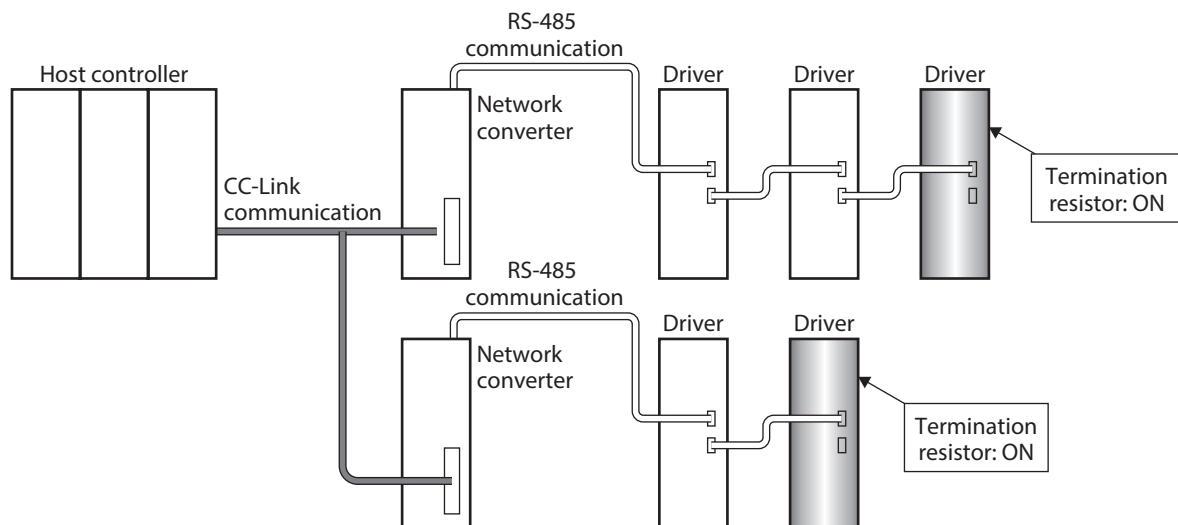 RS-485
communication
Host controller
Driver
Driver
Driver
Network
converter
CC-Link
communication
Termination
resistor: ON
RS-485
communication
Driver
Driver
Network
converter
Termination
resistor: ON